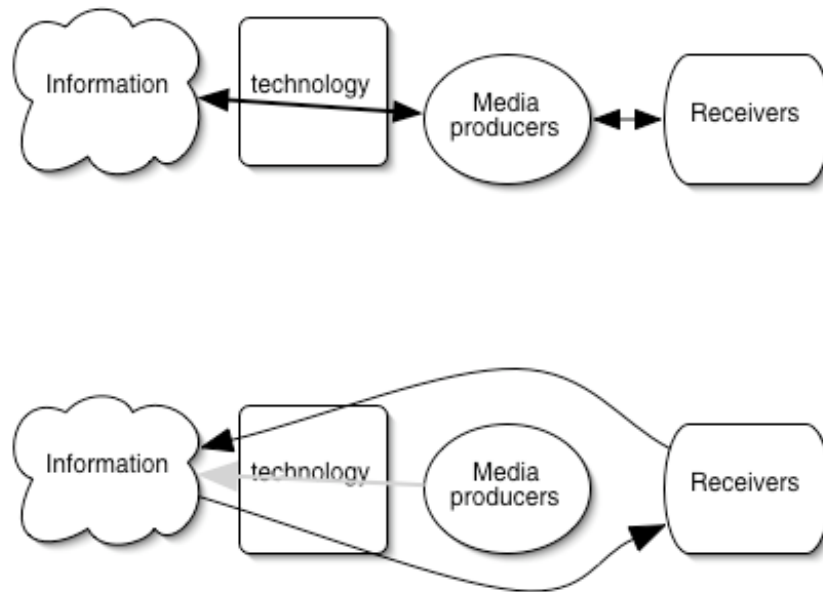 Information
technology
Media
producers
Receivers
Information
technology
Media
producers
Receivers